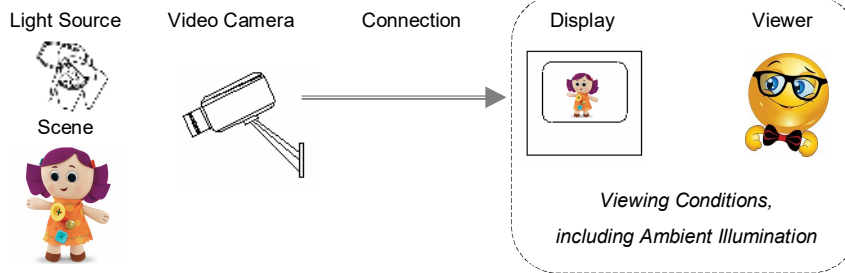 Light Source
Video Camera
Connection
Display
Viewer
Scene
Viewing Conditions,
including Ambient Illumination